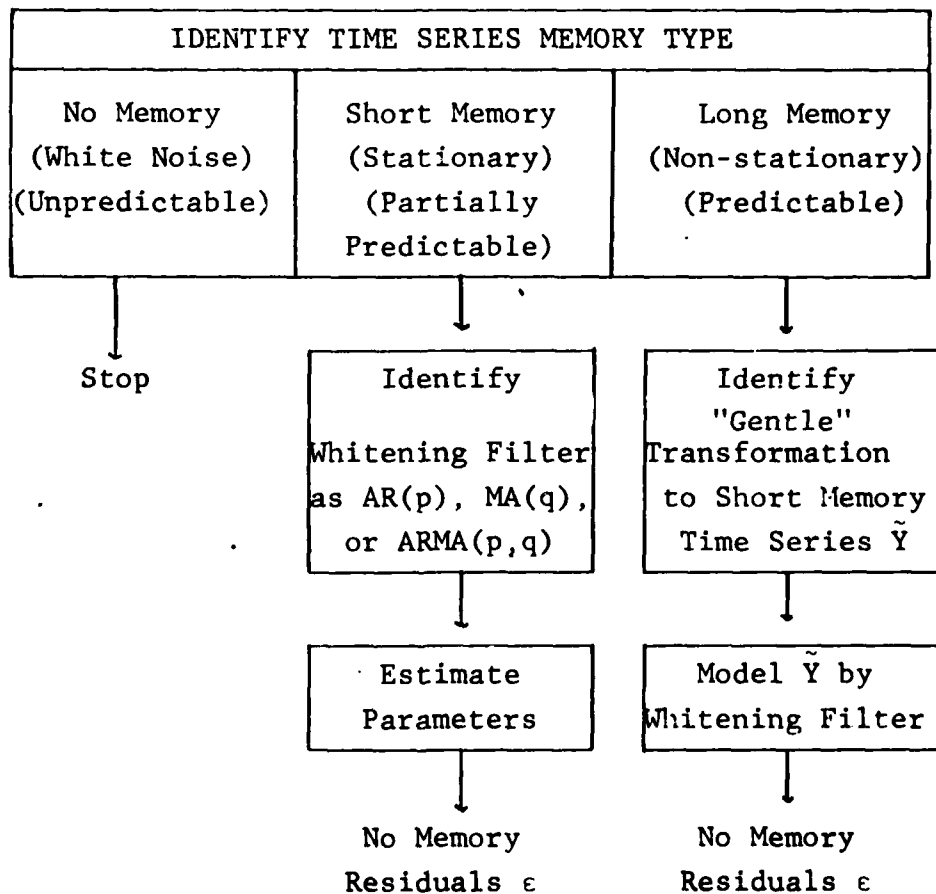 IDENTIFY TIME SERIES MEMORY TYPE
No Memory
(White Noise)
(Unpredictable)
Short Memory
(Stationary)
(Partially
Predictable)
Long Memory
(Non-stationary)
(Predictable)
Stop
Identify
Whitening Filter
as AR(p), MA(q),
or ARMA(p,q)
Identify
"Gentle"
Transformation
to Short Memory
Time Series Ỹ
Estimate
Parameters
Model Ỹ by
Whitening Filter
No Memory
Residuals ε
No Memory
Residuals ε